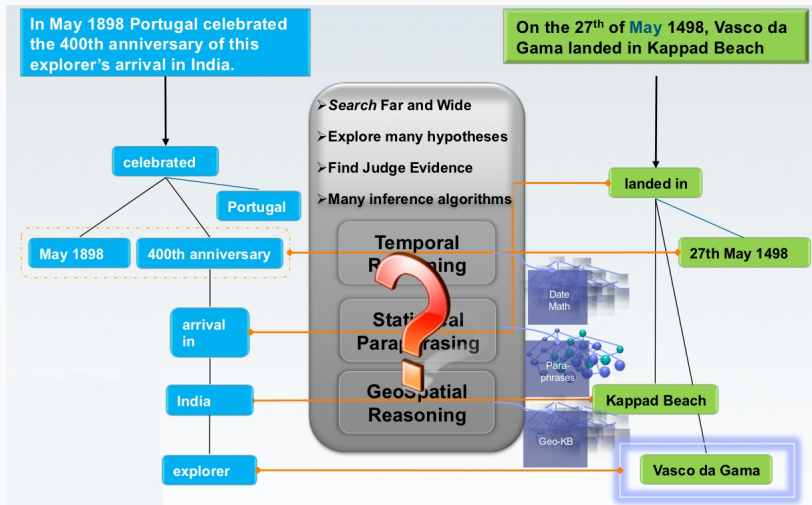 In May 1898 Portugal celebrated
the 400th anniversary of this
explorer's arrival in India.
On the 27th of May 1498, Vasco da
Gama landed in Kappad Beach
➢Search Far and Wide
➢Explore many hypotheses
➢Find Judge Evidence
➢Many inference algorithms
celebrated
Portugal
May 1898
400th anniversary
arrival
in
India
explorer
Temporal
Reasoning
Statistical
Paraphrasing
GeoSpatial
Reasoning
?
Date
Math
Para-
phrases
Geo-KB
landed in
27th May 1498
Kappad Beach
Vasco da Gama